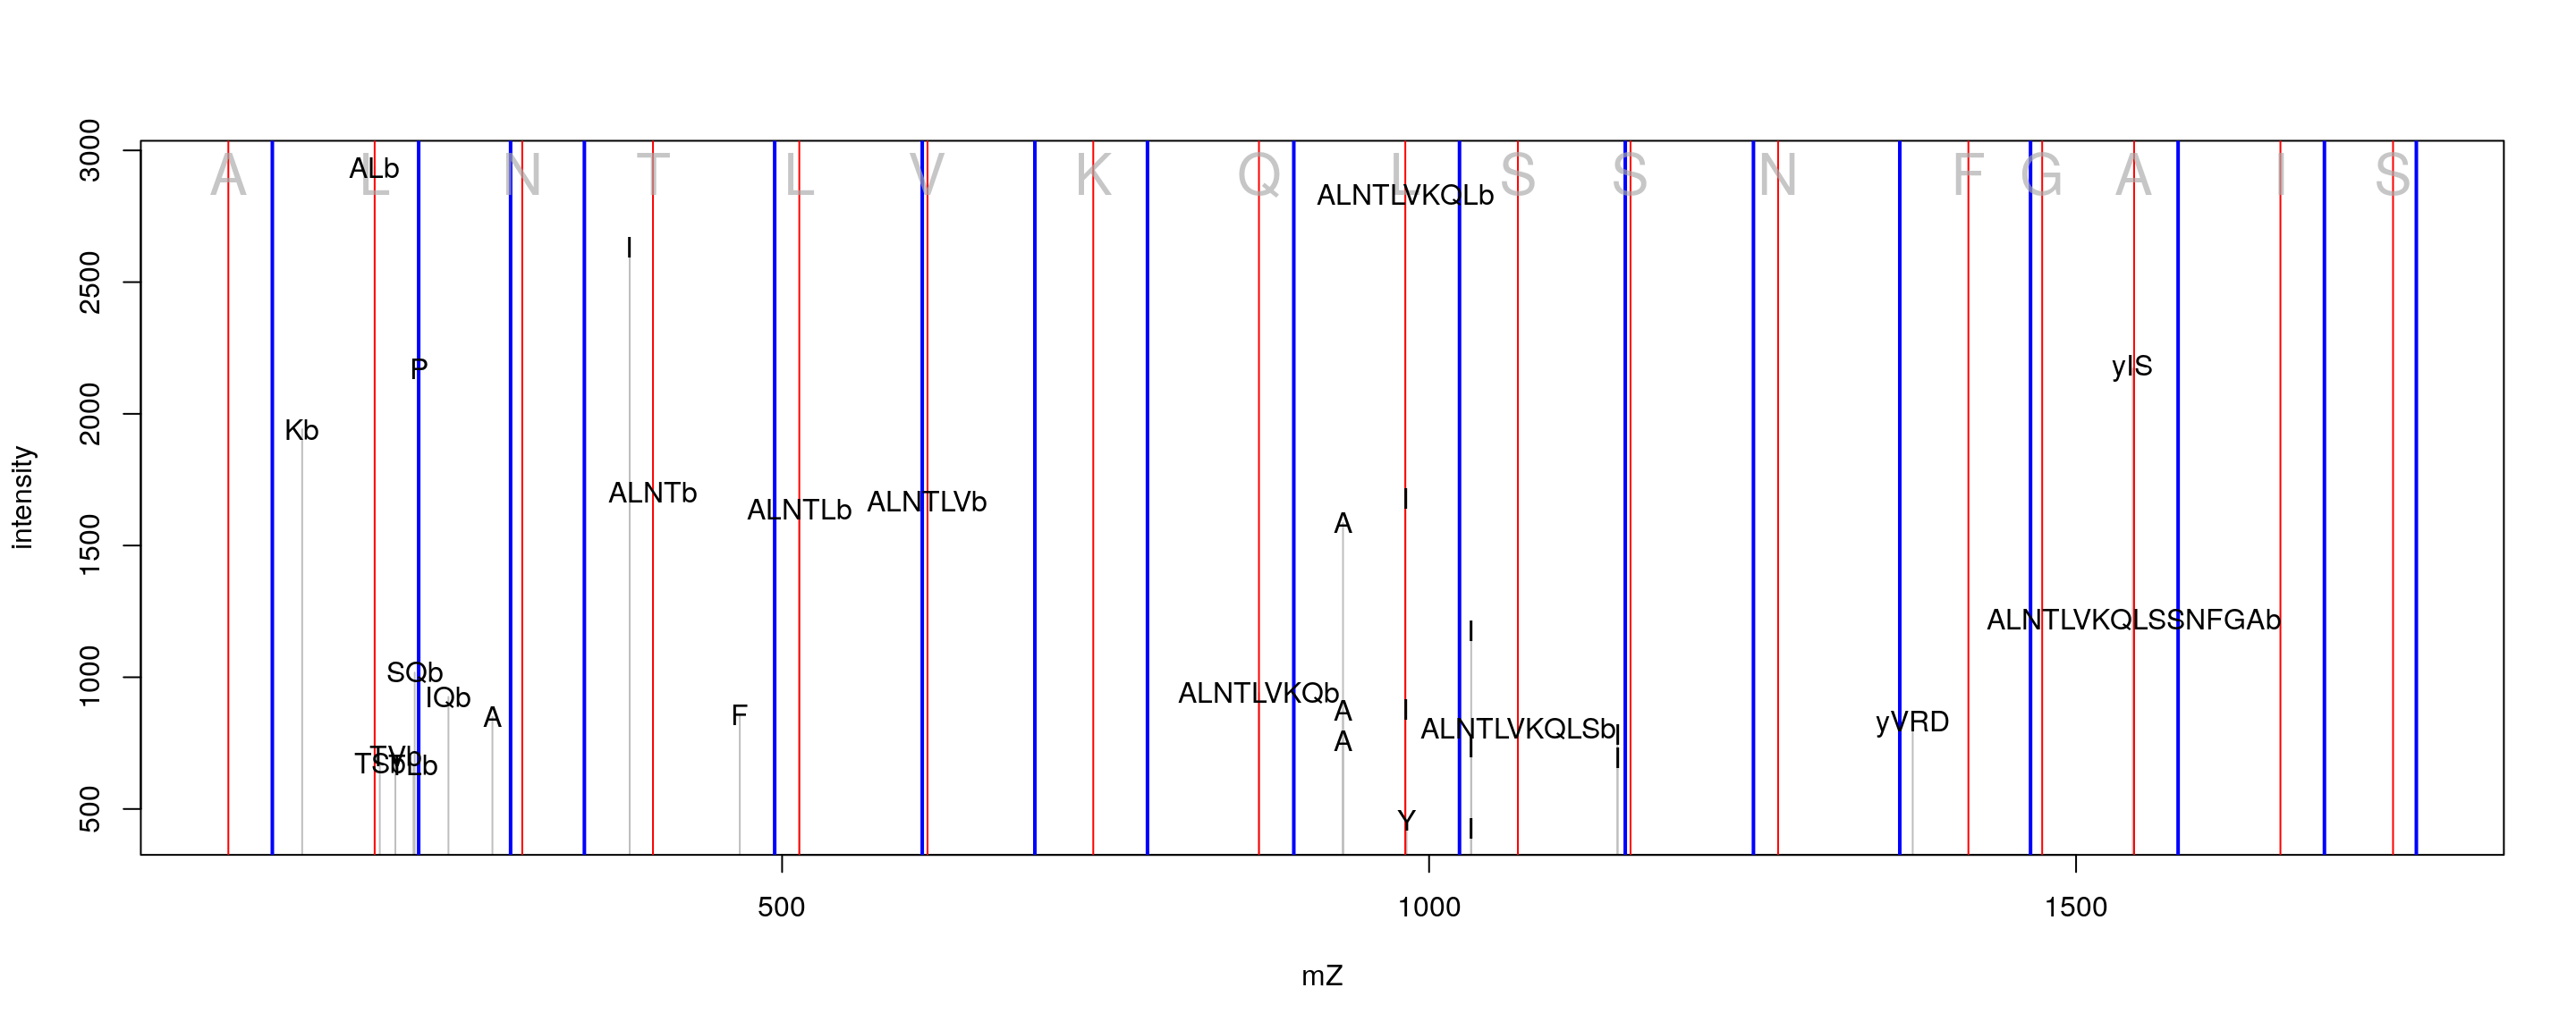 A L N T L V K Q L S S N F G A I S
ALb
ALNTLVKQLb
I
P
yIS
Kb
ALNTb
ALNTLb
ALNTLVb
I
A
ALNTLVKQLSSNFGAb
I
SQb
IQb
ALNTLVKQb
A
F
A
I
yVRD
ALNTLVKQLSb
I
A
I
TVb
TSb
TLb
I
Y
I
3000
2500
2000
1500
1000
500
intensity
500 1000 1500
mZ